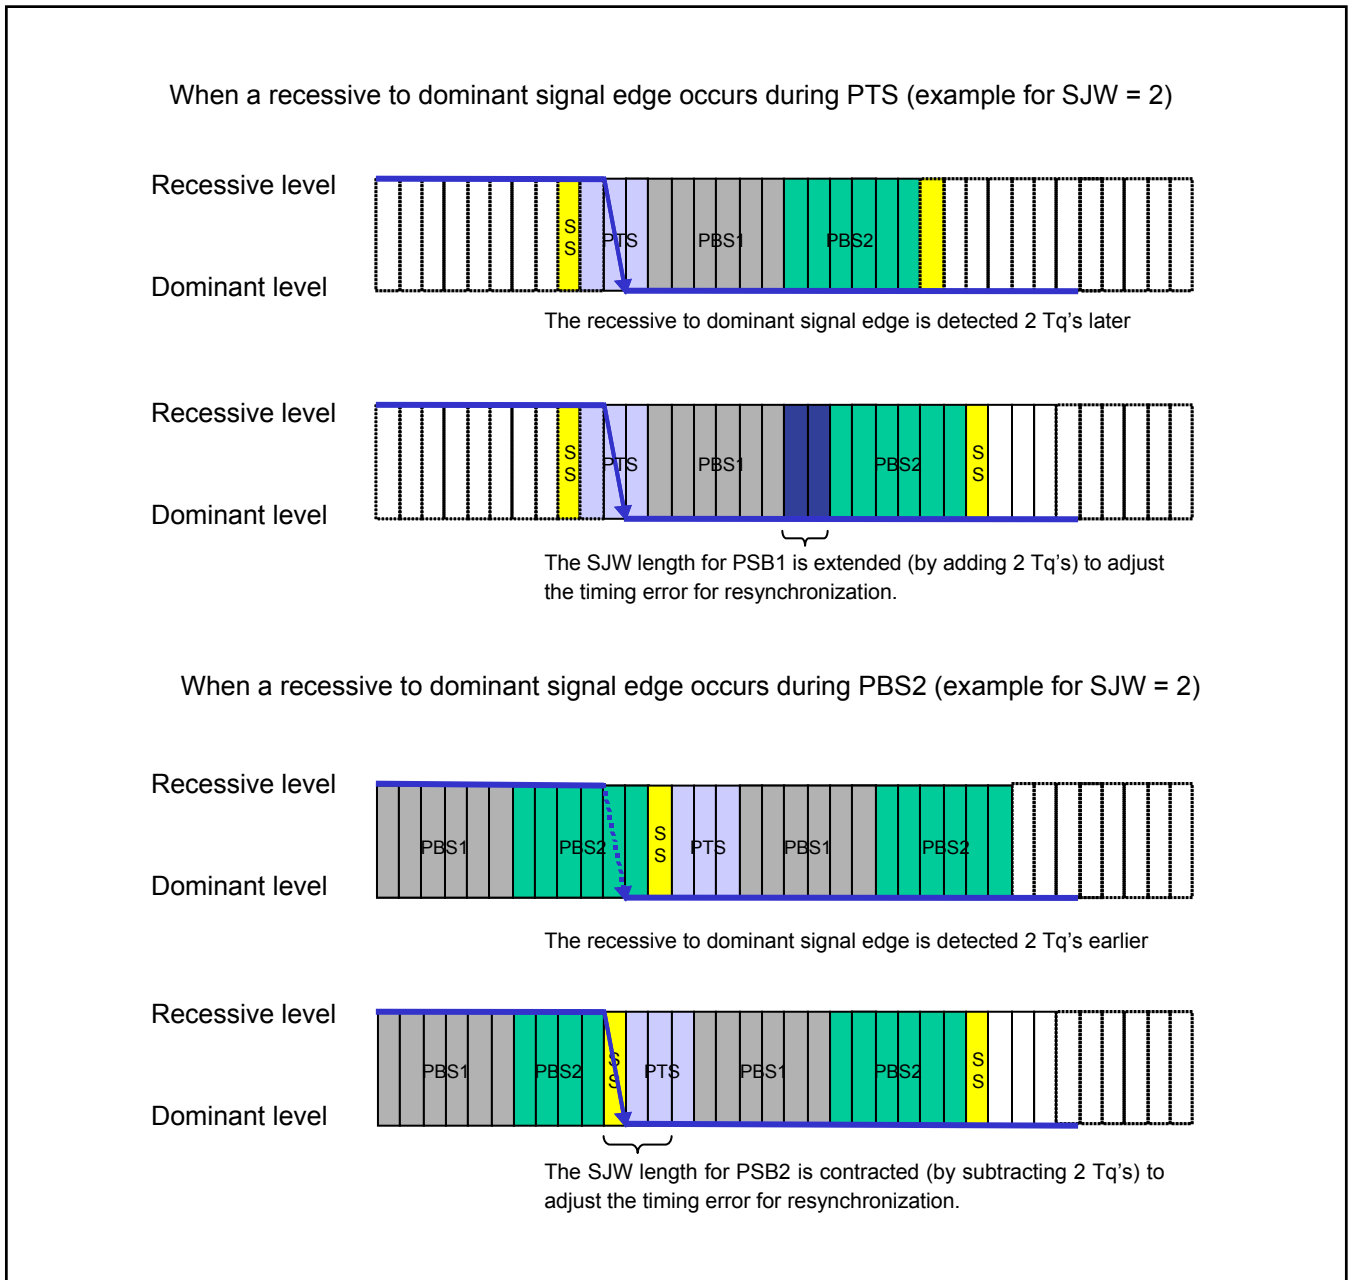 When a recessive to dominant signal edge occurs during PTS (example for SJW = 2)
Recessive level
S
S
PTS
PBS1
PBS2
Dominant level
The recessive to dominant signal edge is detected 2 Tq's later
Recessive level
S
S
PTS
PBS1
PBS2
S
S
Dominant level
The SJW length for PSB1 is extended (by adding 2 Tq's) to adjust
the timing error for resynchronization.
When a recessive to dominant signal edge occurs during PBS2 (example for SJW = 2)
Recessive level
PBS1
PBS2
S
S
PTS
PBS1
PBS2
Dominant level
The recessive to dominant signal edge is detected 2 Tq's earlier
Recessive level
PBS1
PBS2
S
S
PTS
PBS1
PBS2
S
S
Dominant level
The SJW length for PSB2 is contracted (by subtracting 2 Tq's) to
adjust the timing error for resynchronization.